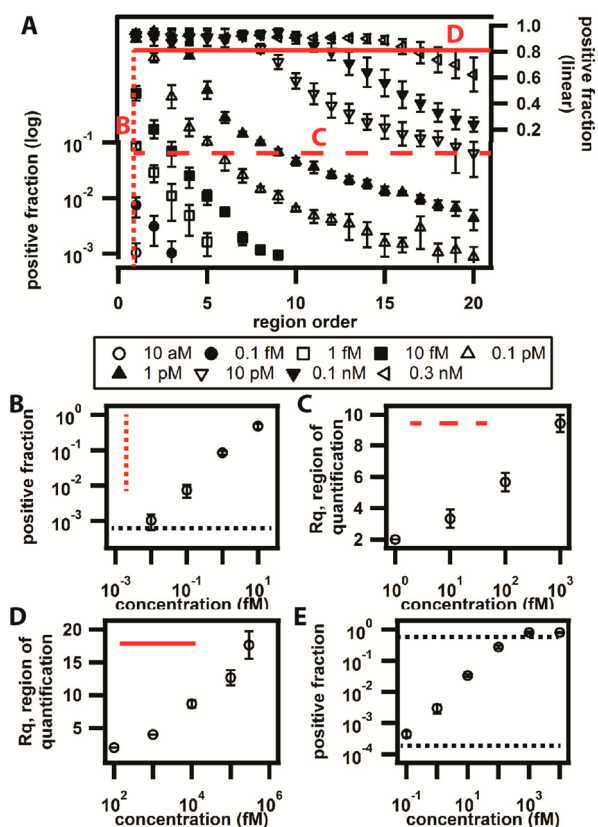 A
D
B
C
positive fraction (log)
10⁻¹
10⁻²
10⁻³
1.0
0.8
0.6
0.4
0.2
positive fraction
(linear)
0 5 10 15 20
region order
10 aM 0.1 fM 1 fM 10 fM 0.1 pM
1 pM 10 pM 0.1 nM 0.3 nM
B
positive fraction
10⁰
10⁻¹
10⁻²
10⁻³
10⁻³ 10⁻¹ 10¹
concentration (fM)
C
Rq, region of
quantification
10
8
6
4
2
10⁰ 10¹ 10² 10³
concentration (fM)
D
Rq, region of
quantification
20
15
10
5
10² 10⁴ 10⁶
concentration (fM)
E
positive fraction
10⁰
10⁻¹
10⁻²
10⁻³
10⁻⁴
10⁻¹ 10¹ 10³
concentration (fM)